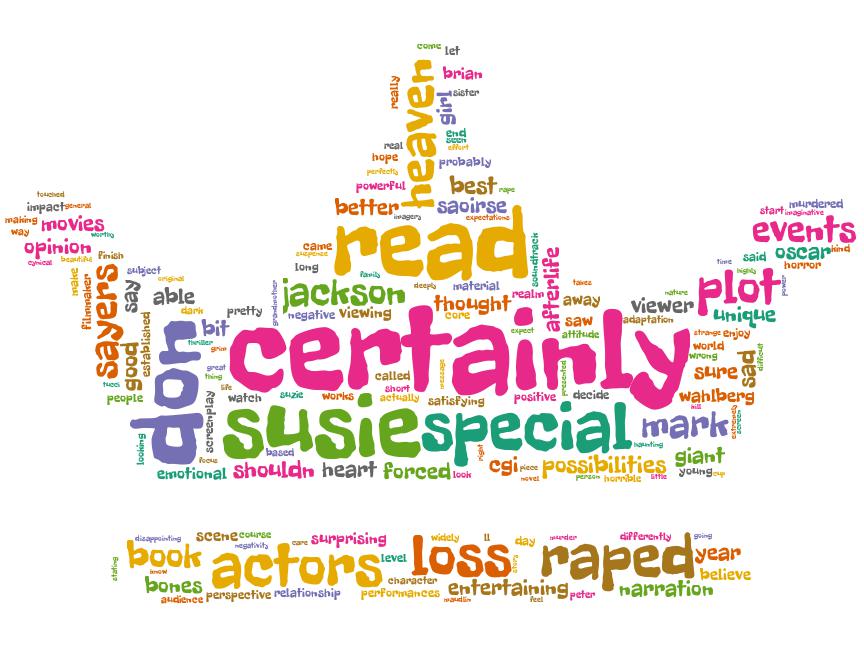 come let
really heaven brian
girl sister
end
seen
real effort
hope probably
perfectly
powerful best rape
better imagery saoirse
expectations
touched
impact general
making movies
way worthy
opinion
cynical beautiful finish
murdered
start imaginative
events
said oscar kind
time horror
came read
suspense
long family soundtrack
make sayers subject
filmmaker say original
able grandmother jackson deeply material realm afterlife takes
dark negative viewing thought away
core
nature viewer plot highly power
adaptation unique
good established don bit pretty
thriller grim
certainly expect saw
attitude
strange enjoy
world
wrong sad difficult
sure
great
thing
tucci life
people screenplay watch suzie works
called
short
actually message satisfying
positive presented decide
wahlberg
bill
looking susie special mark extremely screen
haunting
focus based
emotional shouldn heart forced look right cgi piece possibilities giant
novel person horrible little young cup
disappointing scene course
negativity care surprising widely ll day murder differently going
stating book actors level loss story raped year
know believe
bones character entertaining narration
audience perspective relationship performances maudlin feel peter